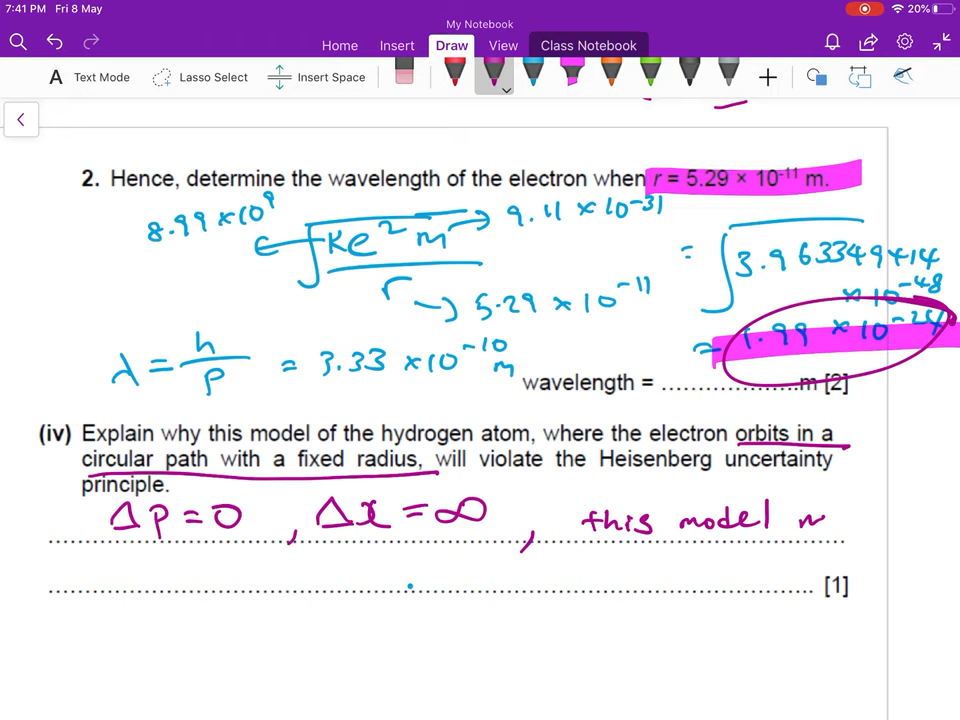 7:41 PM Fri 8 May
20%
My Notebook
Home Insert Draw View Class Notebook
A Text Mode Lasso Select Insert Space
2. Hence, determine the wavelength of the electron when r = 5.29 × 10⁻¹¹ m.
8.99 × 10⁹ √(Ke²m / r) → 9.11 × 10⁻³¹
→ 5.29 × 10⁻¹¹
= √3.963349414 × 10⁻⁴⁸
= 1.99 × 10⁻²⁴
λ = h/p = 3.33 × 10⁻¹⁰ m
wavelength = ......................m [2]
(iv) Explain why this model of the hydrogen atom, where the electron orbits in a
circular path with a fixed radius, will violate the Heisenberg uncertainty
principle.
Δp = 0 , Δx = ∞ , this model
[1]